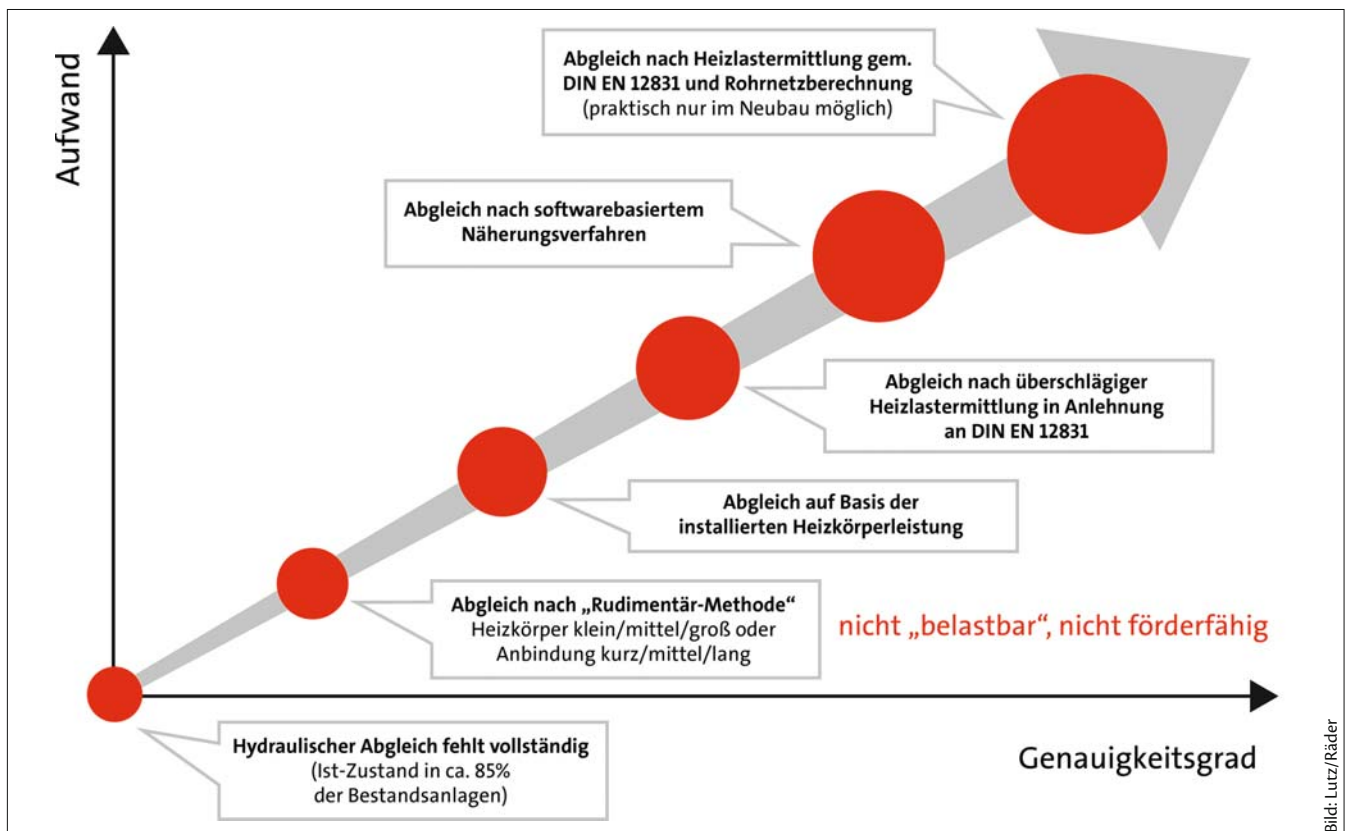 Aufwand
Abgleich nach Heizlastermittlung gem.
DIN EN 12831 und Rohrnetzberechnung
(praktisch nur im Neubau möglich)
Abgleich nach softwarebasiertem
Näherungsverfahren
Abgleich nach überschlägiger
Heizlastermittlung in Anlehnung
an DIN EN 12831
Abgleich auf Basis der
installierten Heizkörperleistung
Abgleich nach „Rudimentär-Methode“
Heizkörper klein/mittel/groß oder
Anbindung kurz/mittel/lang
nicht „belastbar“, nicht förderfähig
Hydraulischer Abgleich fehlt vollständig
(Ist-Zustand in ca. 85%
der Bestandsanlagen)
Genauigkeitsgrad
Bild: Lutz/Räder